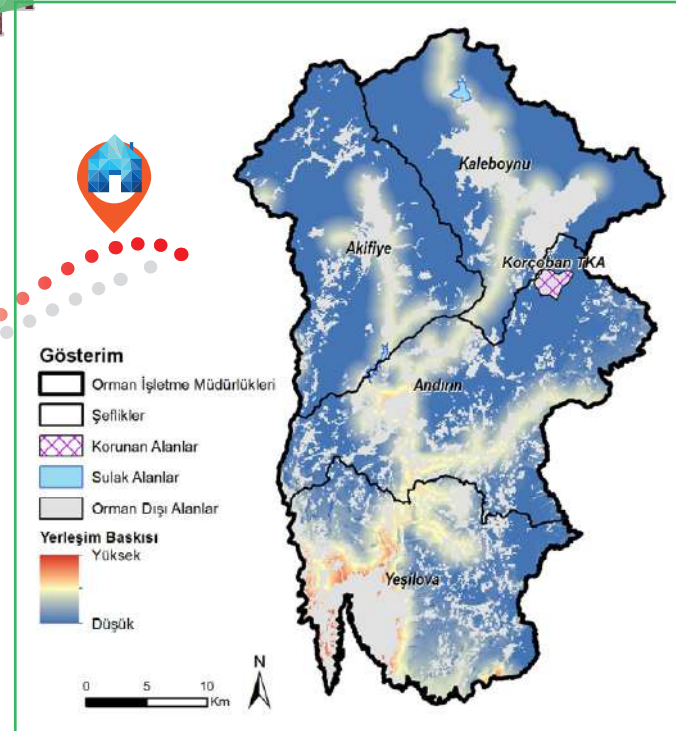 Kaleboynu
Akifiye
Korçoban TKA
Andırın
Yeşilova
Gösterim
Orman İşletme Müdürlükleri
Şeflikler
Korunan Alanlar
Sulak Alanlar
Orman Dışı Alanlar
Yerleşim Baskısı
Yüksek
Düşük
0 5 10
Km
N